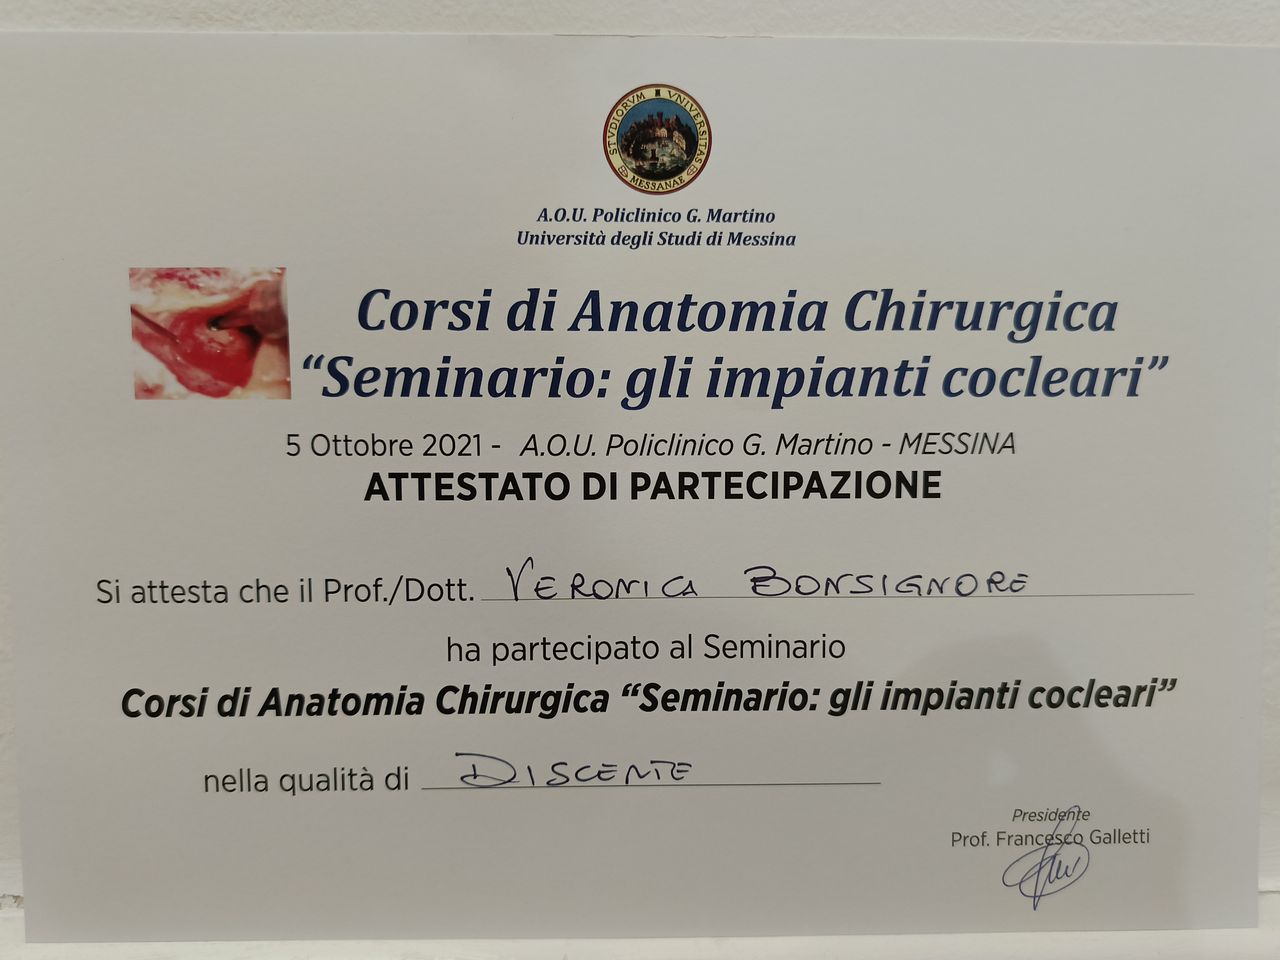 STVDIORVM VNIVERSITAS
MESSANAE
A.O.U. Policlinico G. Martino
Università degli Studi di Messina
Corsi di Anatomia Chirurgica
“Seminario: gli impianti cocleari”
5 Ottobre 2021 - A.O.U. Policlinico G. Martino - MESSINA
ATTESTATO DI PARTECIPAZIONE
Si attesta che il Prof./Dott. VERONICA BONSIGNORE
ha partecipato al Seminario
Corsi di Anatomia Chirurgica “Seminario: gli impianti cocleari”
nella qualità di DISCENTE
Presidente
Prof. Francesco Galletti